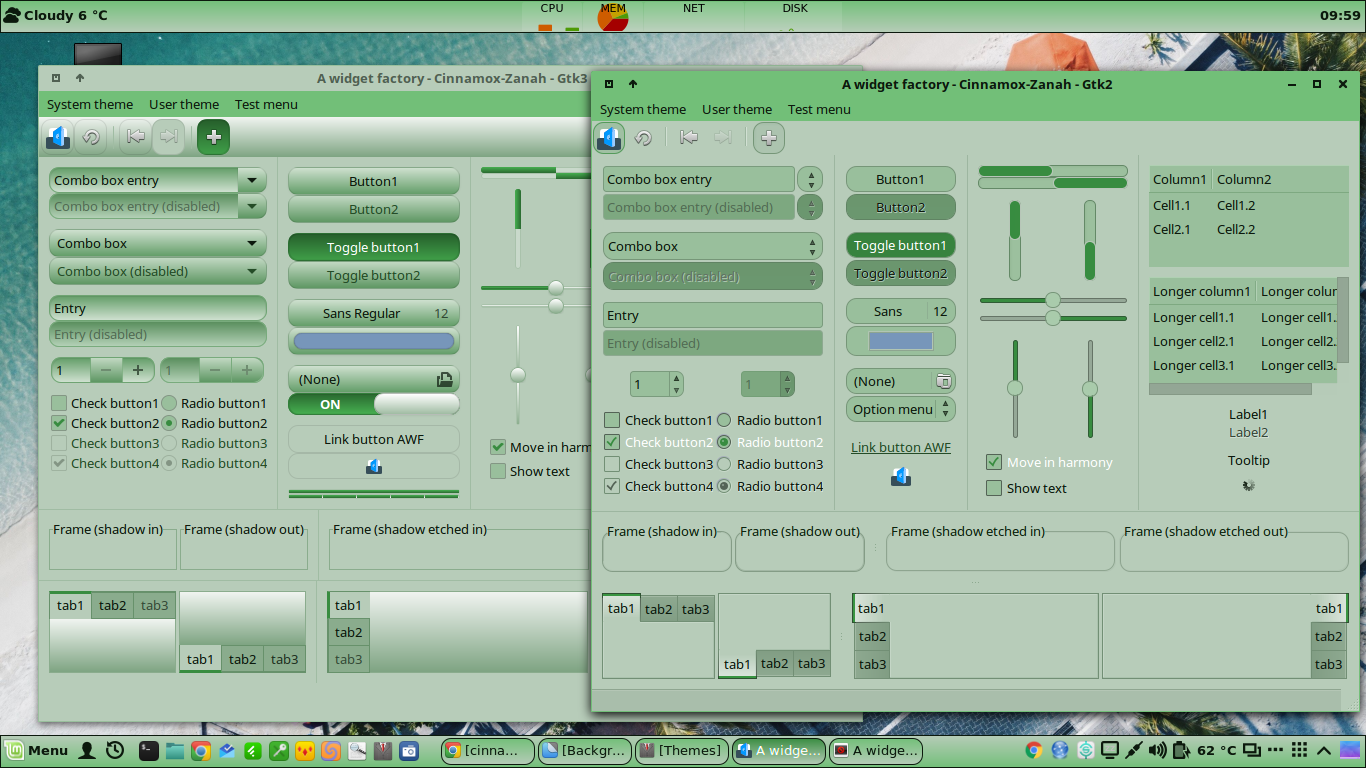 Cloudy 6 °C
CPU
MEM
NET
DISK
09:59
A widget factory - Cinnamox-Zanah - Gtk3
System theme User theme Test menu
Combo box entry
Combo box entry (disabled)
Combo box
Combo box (disabled)
Entry
Entry (disabled)
1 1
Check button1 Radio button1
Check button2 Radio button2
Check button3 Radio button3
Check button4 Radio button4
Button1
Button2
Toggle button1
Toggle button2
Sans Regular 12
(None)
ON
Link button AWF
Move in harm
Show text
Frame (shadow in) Frame (shadow out) Frame (shadow etched in)
tab1 tab2 tab3
tab1 tab2 tab3
tab1
tab2
tab3
A widget factory - Cinnamox-Zanah - Gtk2
System theme User theme Test menu
Combo box entry
Combo box entry (disabled)
Combo box
Combo box (disabled)
Entry
Entry (disabled)
1 1
Check button1 Radio button1
Check button2 Radio button2
Check button3 Radio button3
Check button4 Radio button4
Button1
Button2
Toggle button1
Toggle button2
Sans 12
(None)
Option menu
Link button AWF
Move in harmony
Show text
Column1 Column2
Cell1.1 Cell1.2
Cell2.1 Cell2.2
Longer column1 Longer colur
Longer cell1.1 Longer cell1.
Longer cell2.1 Longer cell2.
Longer cell3.1 Longer cell3.
Label1
Label2
Tooltip
Frame (shadow in) Frame (shadow out) Frame (shadow etched in) Frame (shadow etched out)
tab1 tab2 tab3
tab1 tab2 tab3
tab1
tab2
tab3
tab1
tab2
tab3
Menu
[cinna...
[Backgr...
[Themes]
A widge...
A widge...
62 °C